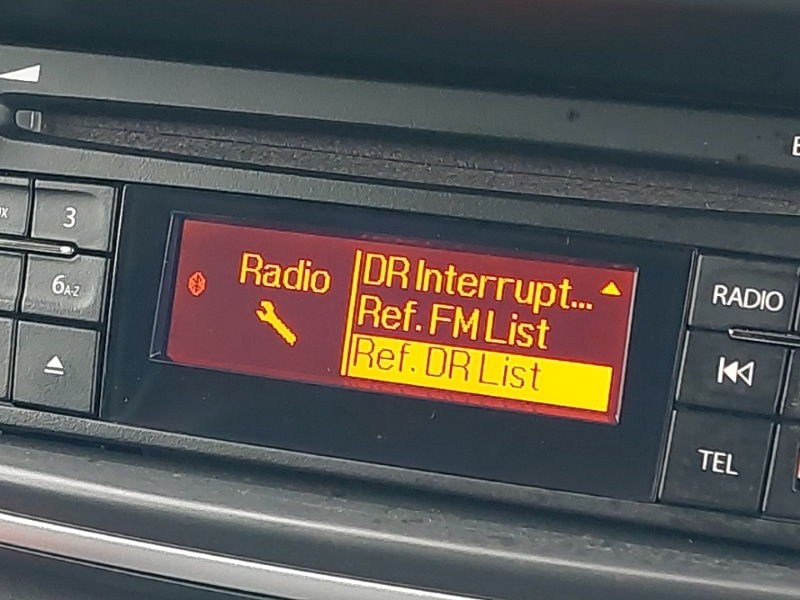 3
6A-Z
Radio
DR Interrupt...
Ref. FM List
Ref. DR List
RADIO
TEL